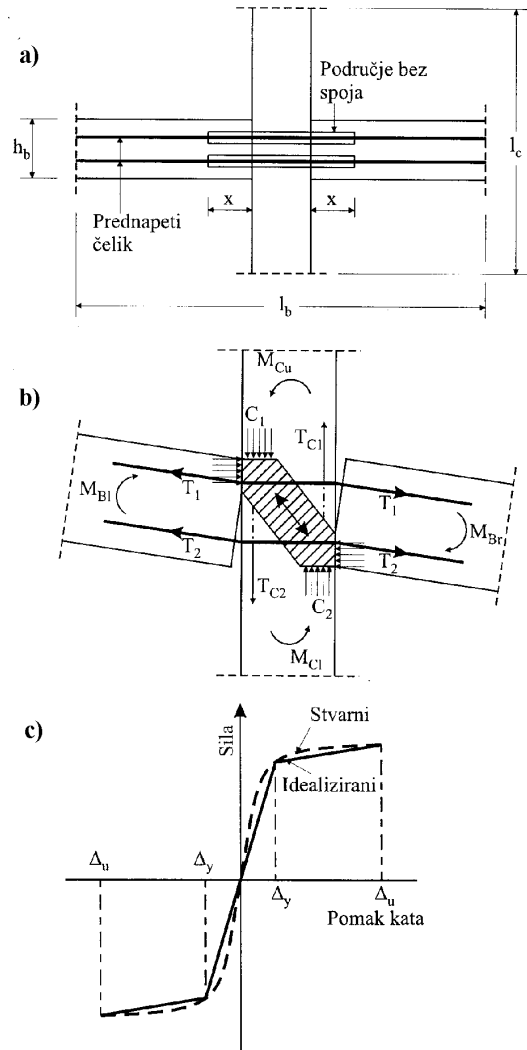 a)
Područje bez
spoja
h_b
l_c
x
x
Prednapeti
čelik
l_b
b)
M_Cu
C_1
T_Cl
M_Bl
T_1
T_1
M_Br
T_2
T_2
T_C2
C_2
M_Cl
c)
Sila
Stvarni
Idealizirani
Δ_u
Δ_y
Δ_y
Δ_u
Pomak kata